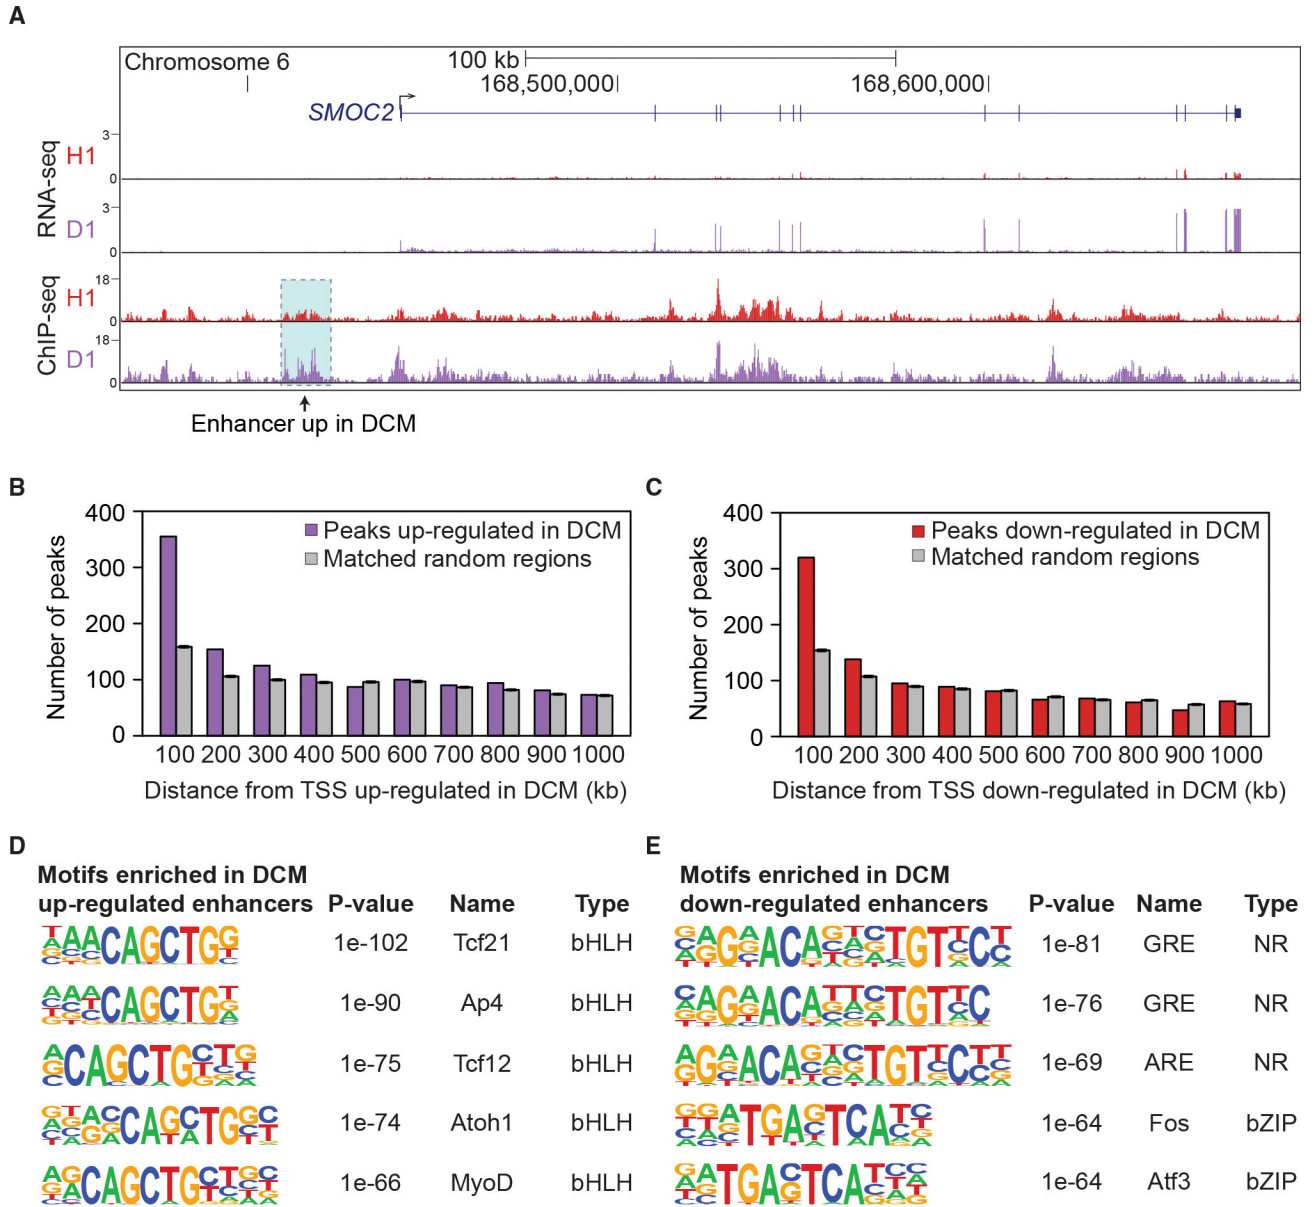 A
Chromosome 6
100 kb
168,500,000
168,600,000
SMOC2
RNA-seq
H1
3
0
D1
3
0
ChIP-seq
H1
18
0
D1
18
0
Enhancer up in DCM
B
Number of peaks
400
300
200
100
0
Peaks up-regulated in DCM
Matched random regions
100 200 300 400 500 600 700 800 900 1000
Distance from TSS up-regulated in DCM (kb)
C
Number of peaks
400
300
200
100
0
Peaks down-regulated in DCM
Matched random regions
100 200 300 400 500 600 700 800 900 1000
Distance from TSS down-regulated in DCM (kb)
D
Motifs enriched in DCM
up-regulated enhancers P-value Name Type
1e-102 Tcf21 bHLH
1e-90 Ap4 bHLH
1e-75 Tcf12 bHLH
1e-74 Atoh1 bHLH
1e-66 MyoD bHLH
E
Motifs enriched in DCM
down-regulated enhancers P-value Name Type
1e-81 GRE NR
1e-76 GRE NR
1e-69 ARE NR
1e-64 Fos bZIP
1e-64 Atf3 bZIP